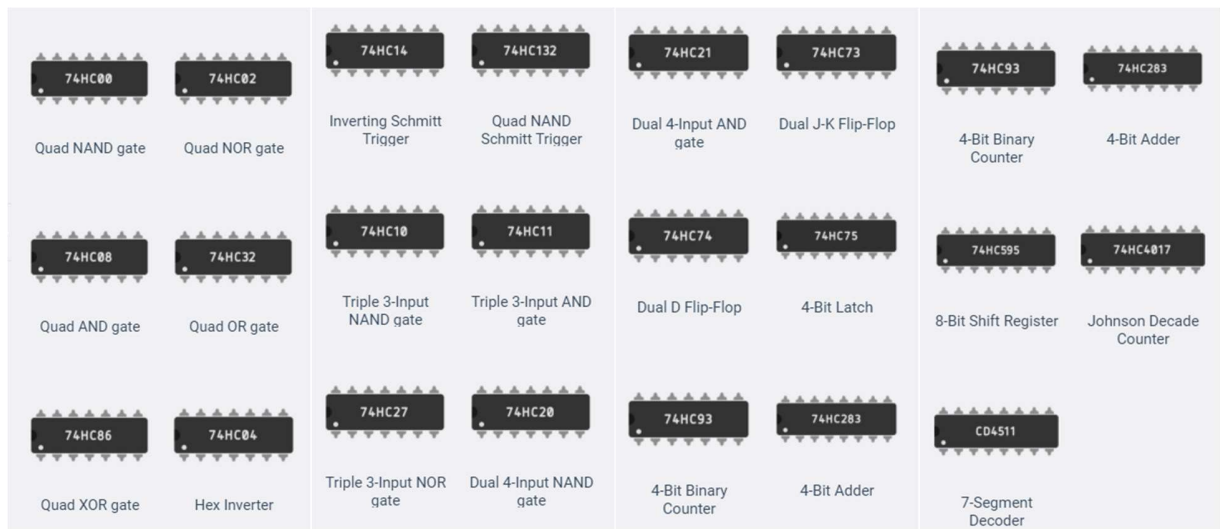 74HC00
74HC02
Quad NAND gate
Quad NOR gate
74HC08
74HC32
Quad AND gate
Quad OR gate
74HC86
74HC04
Quad XOR gate
Hex Inverter
74HC14
74HC132
Inverting Schmitt
Trigger
Quad NAND
Schmitt Trigger
74HC10
74HC11
Triple 3-Input
NAND gate
Triple 3-Input AND
gate
74HC27
74HC20
Triple 3-Input NOR
gate
Dual 4-Input NAND
gate
74HC21
74HC73
Dual 4-Input AND
gate
Dual J-K Flip-Flop
74HC74
74HC75
Dual D Flip-Flop
4-Bit Latch
74HC93
74HC283
4-Bit Binary
Counter
4-Bit Adder
74HC93
74HC283
4-Bit Binary
Counter
4-Bit Adder
74HC595
74HC4017
8-Bit Shift Register
Johnson Decade
Counter
CD4511
7-Segment
Decoder